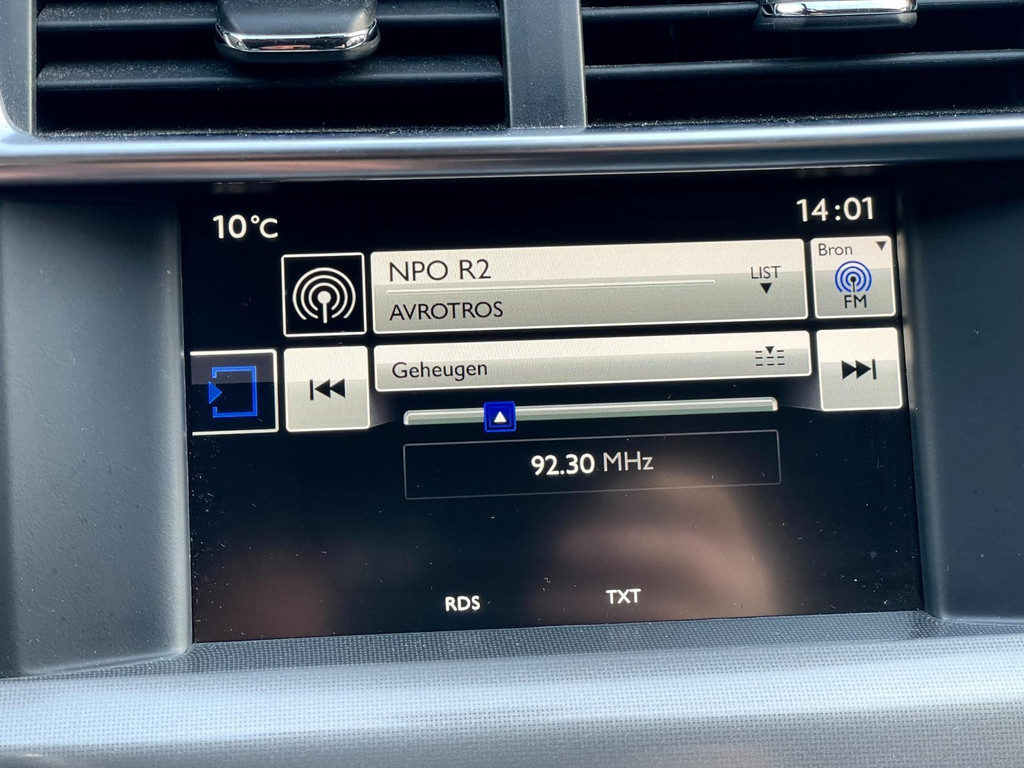 10°C
14:01
NPO R2
LIST
AVROTROS
Bron
FM
Geheugen
92.30 MHz
RDS
TXT